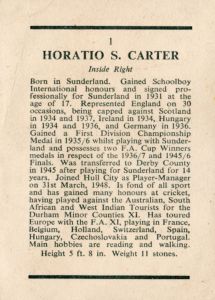 1
HORATIO S. CARTER
Inside Right
Born in Sunderland. Gained Schoolboy
International honours and signed pro-
fessionally for Sunderland in 1931 at the
age of 17. Represented England on 30
occasions, being capped against Scotland
in 1934 and 1937, Ireland in 1934, Hungary
in 1934 and 1936, and Germany in 1936.
Gained a First Division Championship
Medal in 1935/6 whilst playing with Sunder-
land and possesses two F.A. Cup Winners
medals in respect of the 1936/7 and 1945/6
Finals. Was transferred to Derby County
in 1945 after playing for Sunderland for 14
years. Joined Hull City as Player-Manager
on 31st March, 1948. Is fond of all sport
and has gained many honours at cricket,
having played against the Australian, South
African and West Indian Tourists for the
Durham Minor Counties XI. Has toured
Europe with the F.A. XI, playing in France,
Belgium, Holland, Switzerland, Spain,
Hungary, Czechoslovakia and Portugal.
Main hobbies are reading and walking.
Height 5 ft. 8 in. Weight 11 stones.